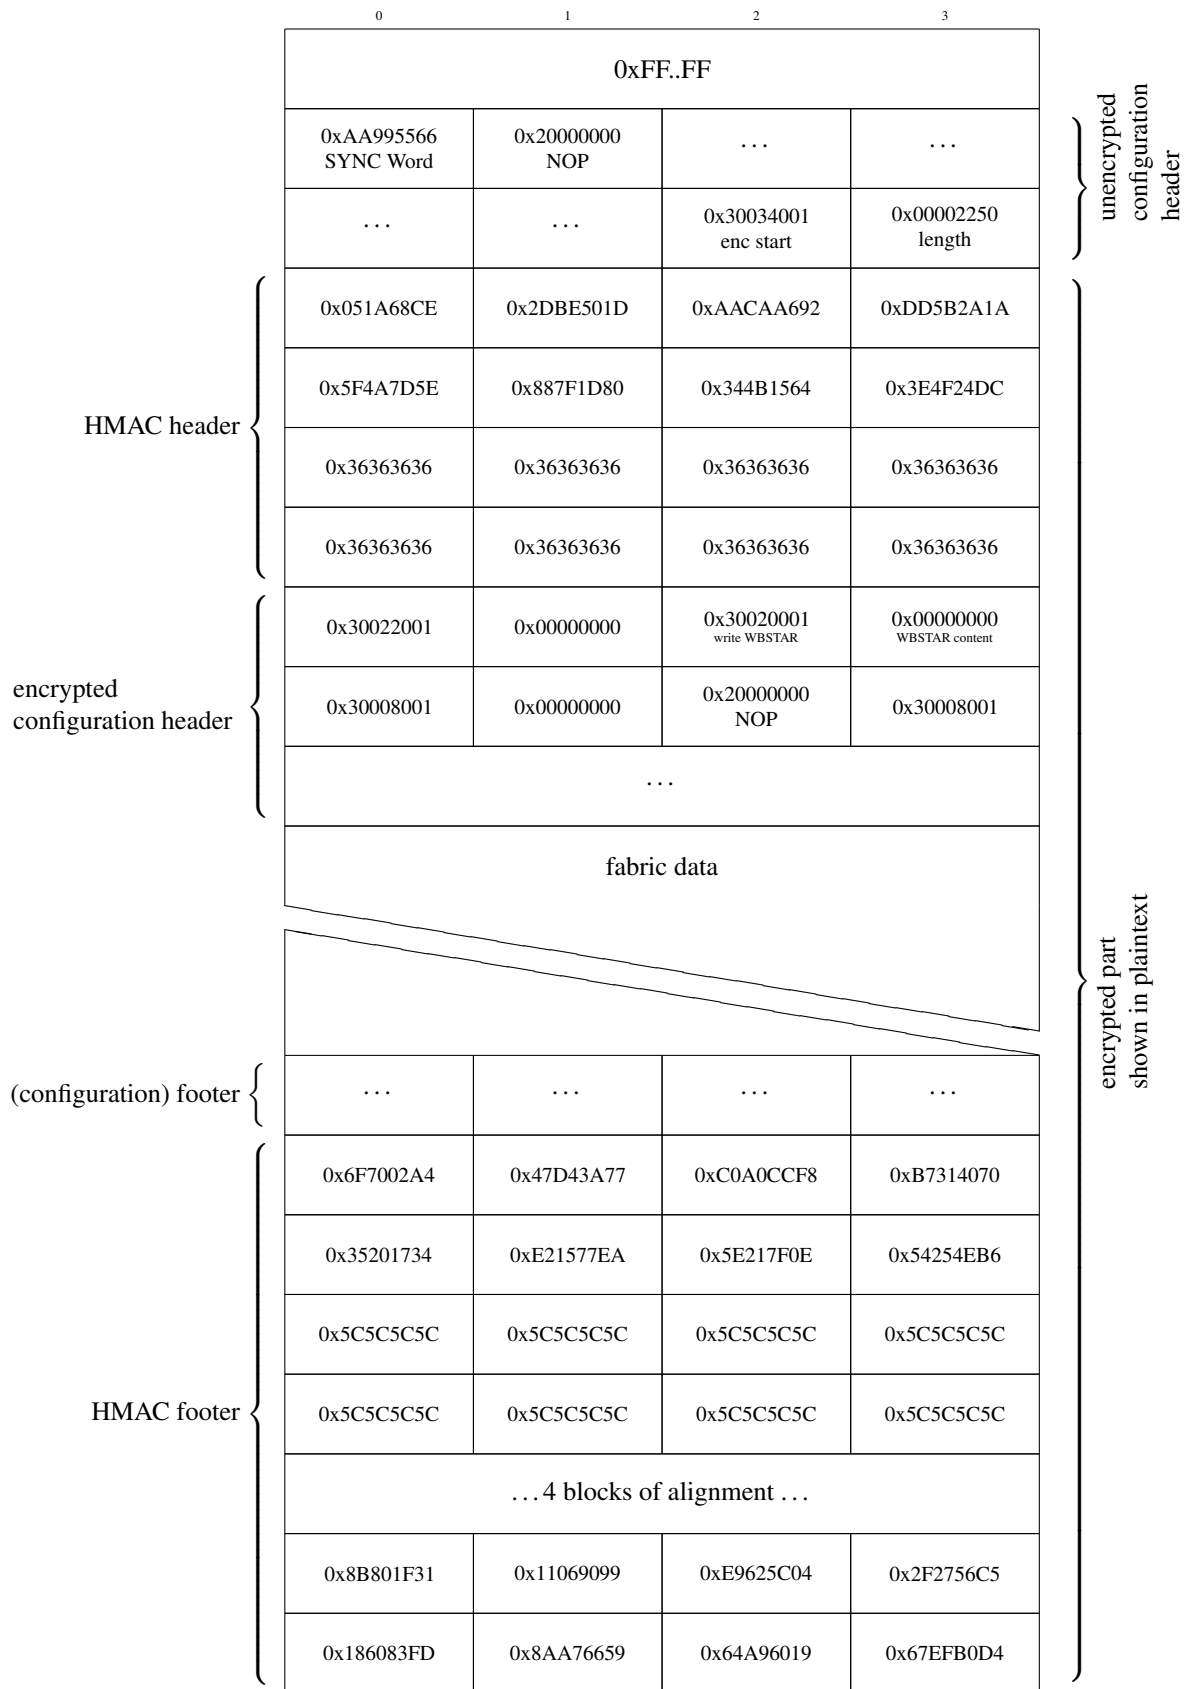 0 1 2 3
0xFF..FF
0xAA995566 0x20000000 ... ...
SYNC Word NOP
... ... 0x30034001 0x00002250
enc start length
unencrypted
configuration
header
0x051A68CE 0x2DBE501D 0xAACAA692 0xDD5B2A1A
0x5F4A7D5E 0x887F1D80 0x344B1564 0x3E4F24DC
HMAC header
0x36363636 0x36363636 0x36363636 0x36363636
0x36363636 0x36363636 0x36363636 0x36363636
0x30022001 0x00000000 0x30020001 0x00000000
write WBSTAR WBSTAR content
encrypted
configuration header
0x30008001 0x00000000 0x20000000 0x30008001
NOP
...
fabric data
encrypted part
shown in plaintext
(configuration) footer ... ... ... ...
0x6F7002A4 0x47D43A77 0xC0A0CCF8 0xB7314070
0x35201734 0xE21577EA 0x5E217F0E 0x54254EB6
0x5C5C5C5C 0x5C5C5C5C 0x5C5C5C5C 0x5C5C5C5C
HMAC footer 0x5C5C5C5C 0x5C5C5C5C 0x5C5C5C5C 0x5C5C5C5C
...4 blocks of alignment ...
0x8B801F31 0x11069099 0xE9625C04 0x2F2756C5
0x186083FD 0x8AA76659 0x64A96019 0x67EFB0D4